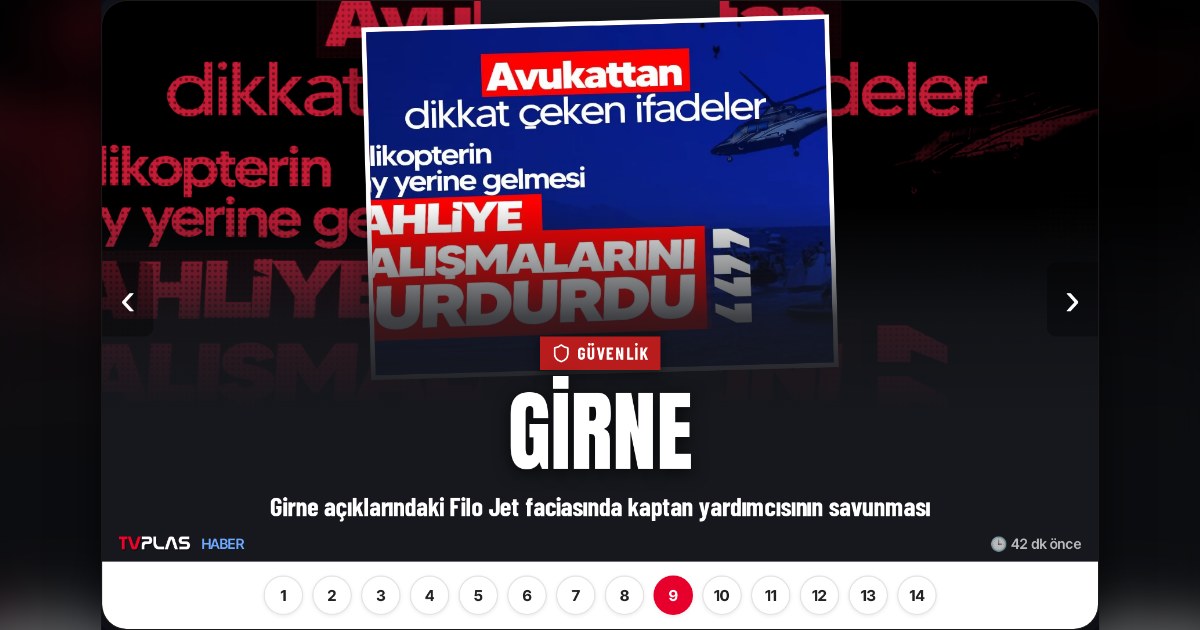 Avukattan
dikkat çeken ifadeler
likopterin
y yerine gelmesi
AHLİYE
ALIŞMALARINI
URDURDU
GÜVENLİK
GİRNE
Girne açıklarındaki Filo Jet faciasında kaptan yardımcısının savunması
TVPLAS HABER
42 dk önce
1 2 3 4 5 6 7 8 9 10 11 12 13 14